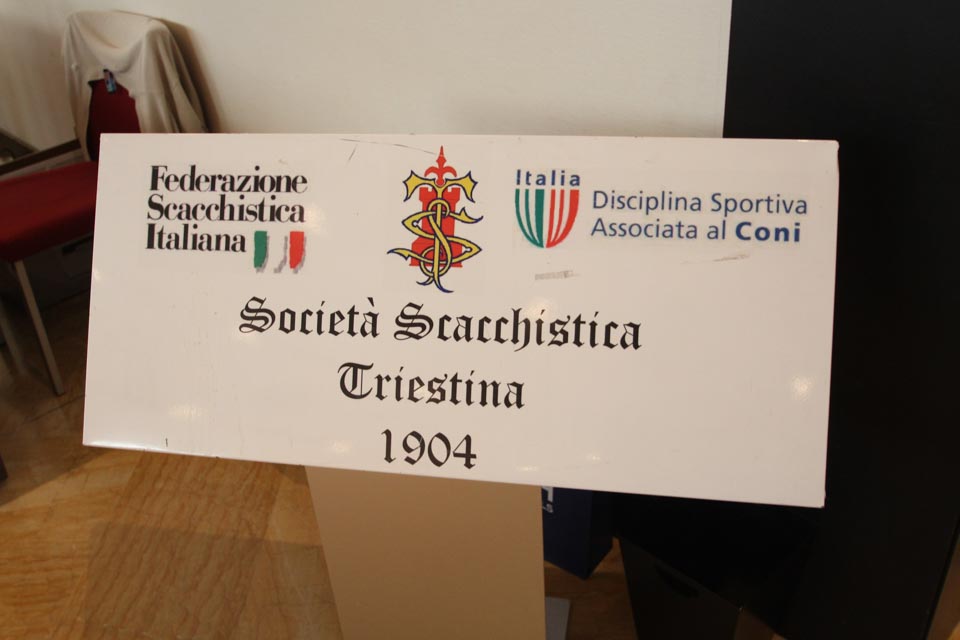 Federazione
Scacchistica
Italiana
Italia
Disciplina Sportiva
Associata al Coni
Società Scacchistica
Triestina
1904